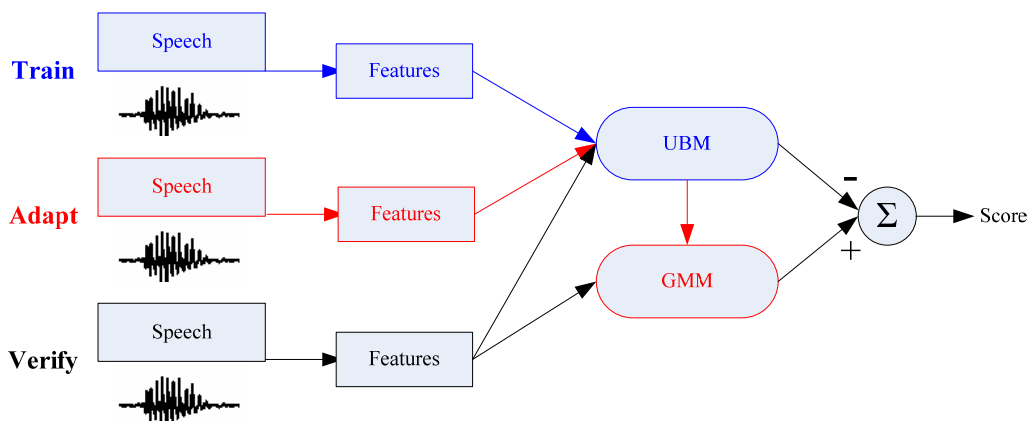 Train
Speech
Features
UBM
Adapt
Speech
Features
GMM
Verify
Speech
Features
-
Σ
+
Score